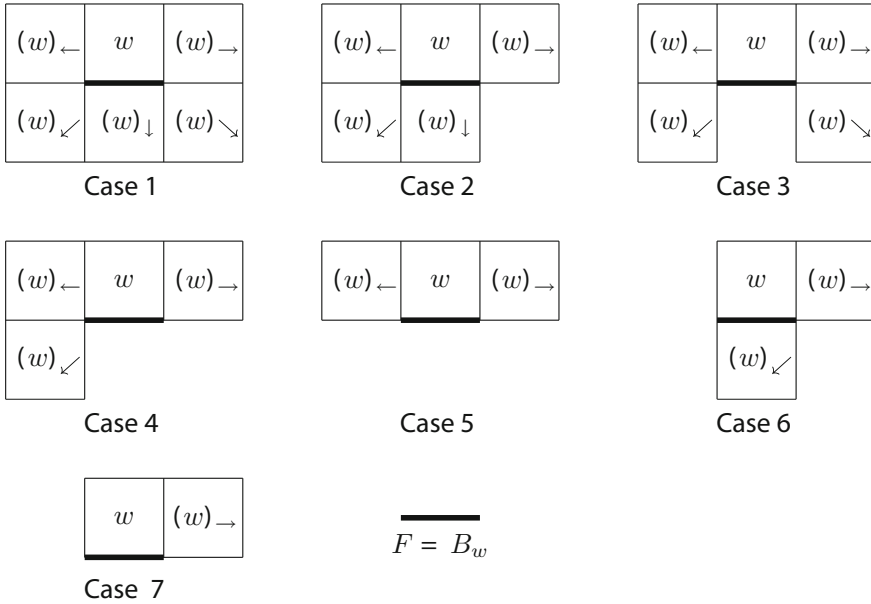 (w)← w (w)→ (w)← w (w)→ (w)← w (w)→
(w)↙ (w)↓ (w)↘ (w)↙ (w)↓ (w)↙ (w)↘
Case 1 Case 2 Case 3
(w)← w (w)→ (w)← w (w)→ w (w)→
(w)↙ (w)↙
Case 4 Case 5 Case 6
w (w)→
F = B_w
Case 7